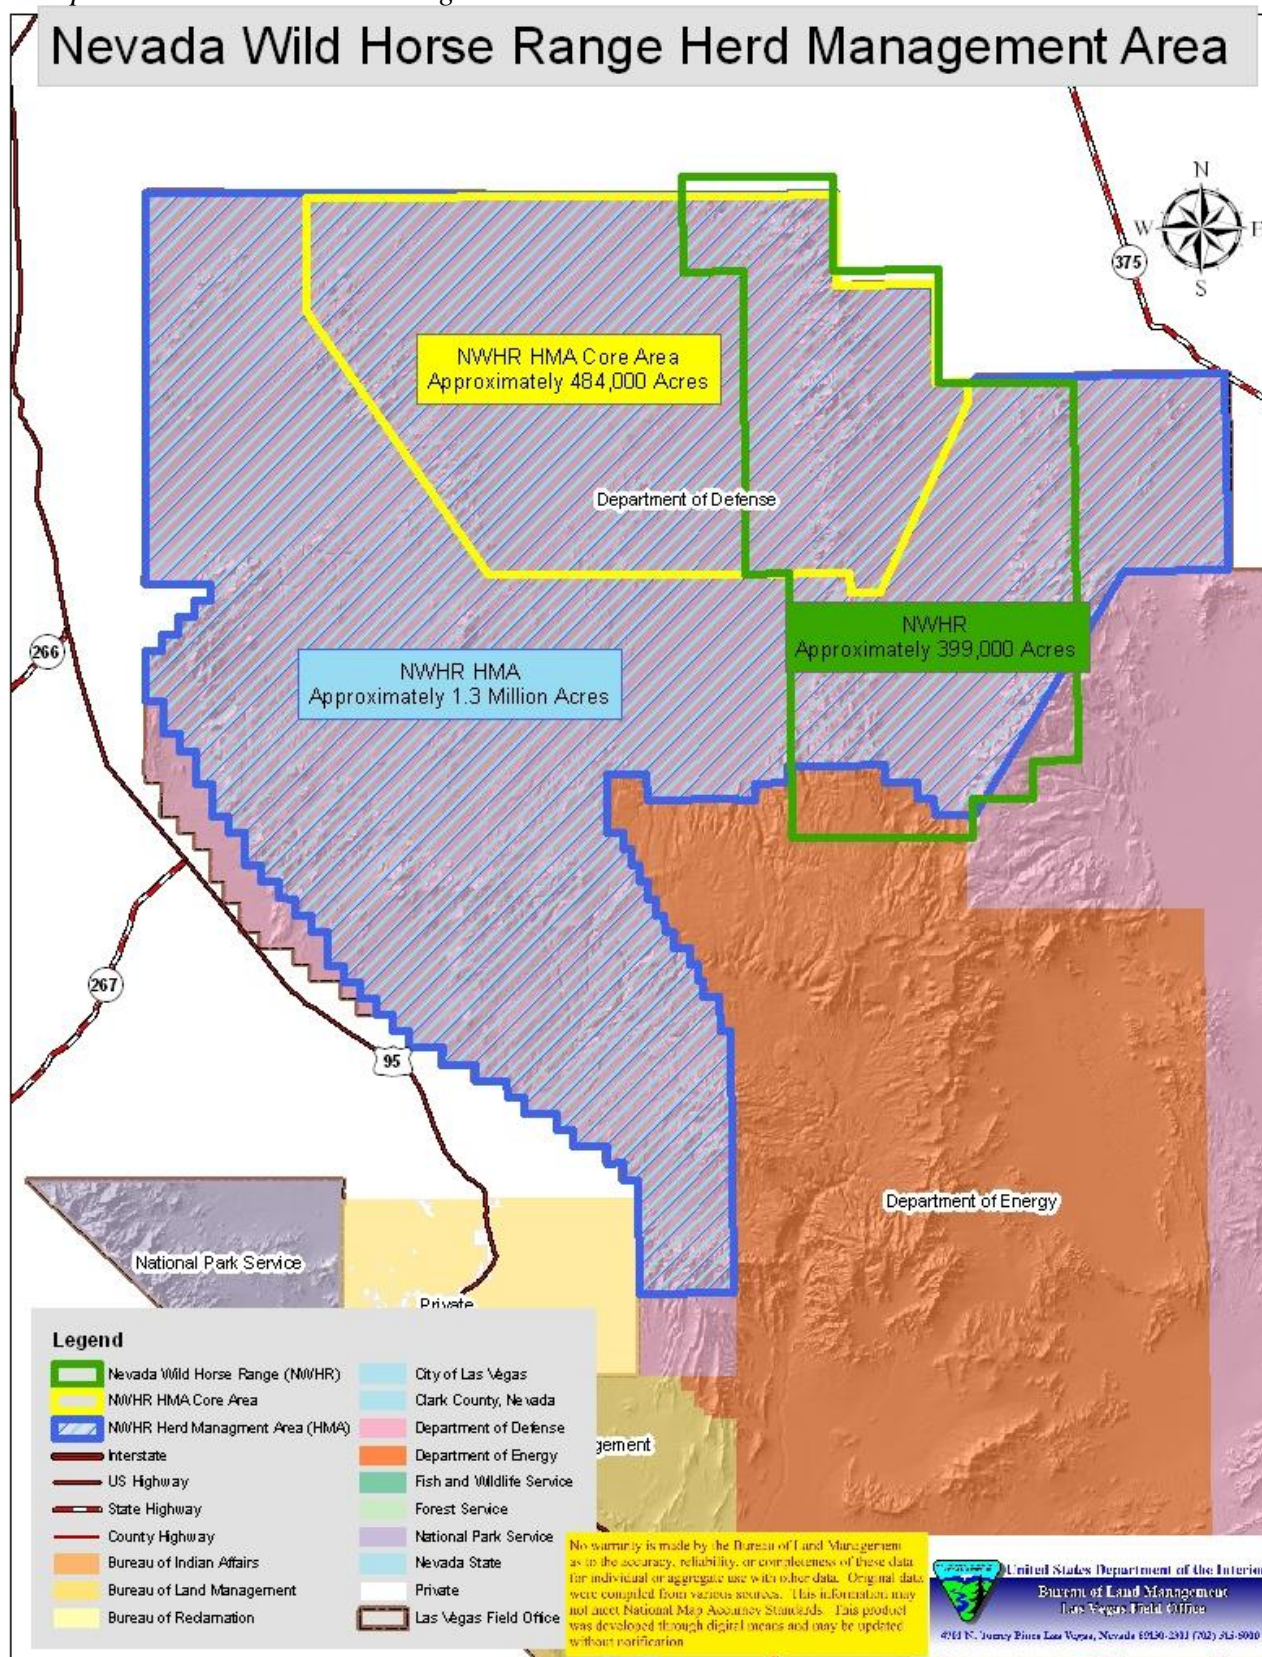 Nevada Wild Horse Range Herd Management Area
N
W
E
S
375
NWHR HMA Core Area
Approximately 484,000 Acres
Department of Defense
NWHR
Approximately 399,000 Acres
266
NWHR HMA
Approximately 1.3 Million Acres
267
95
Department of Energy
National Park Service
Private
gement
Legend
Nevada Wild Horse Range (NWHR)
NWHR HMA Core Area
NWHR Herd Managment Area (HMA)
Interstate
US Highway
State Highway
County Highway
Bureau of Indian Affairs
Bureau of Land Management
Bureau of Reclamation
City of Las Vegas
Clark County, Nevada
Department of Defense
Department of Energy
Fish and Wildlife Service
Forest Service
National Park Service
Nevada State
Private
Las Vegas Field Office
No warranty is made by the Bureau of Land Management
as to the accuracy, reliability, or completeness of these data
for individual or aggregate use with other data. Original data
were compiled from various sources. This information may
not meet National Map Accuracy Standards. This product
was developed through digital means and may be updated
without notification
United States Department of the Interior
Bureau of Land Management
Las Vegas Field Office
Las Vegas, Nevada